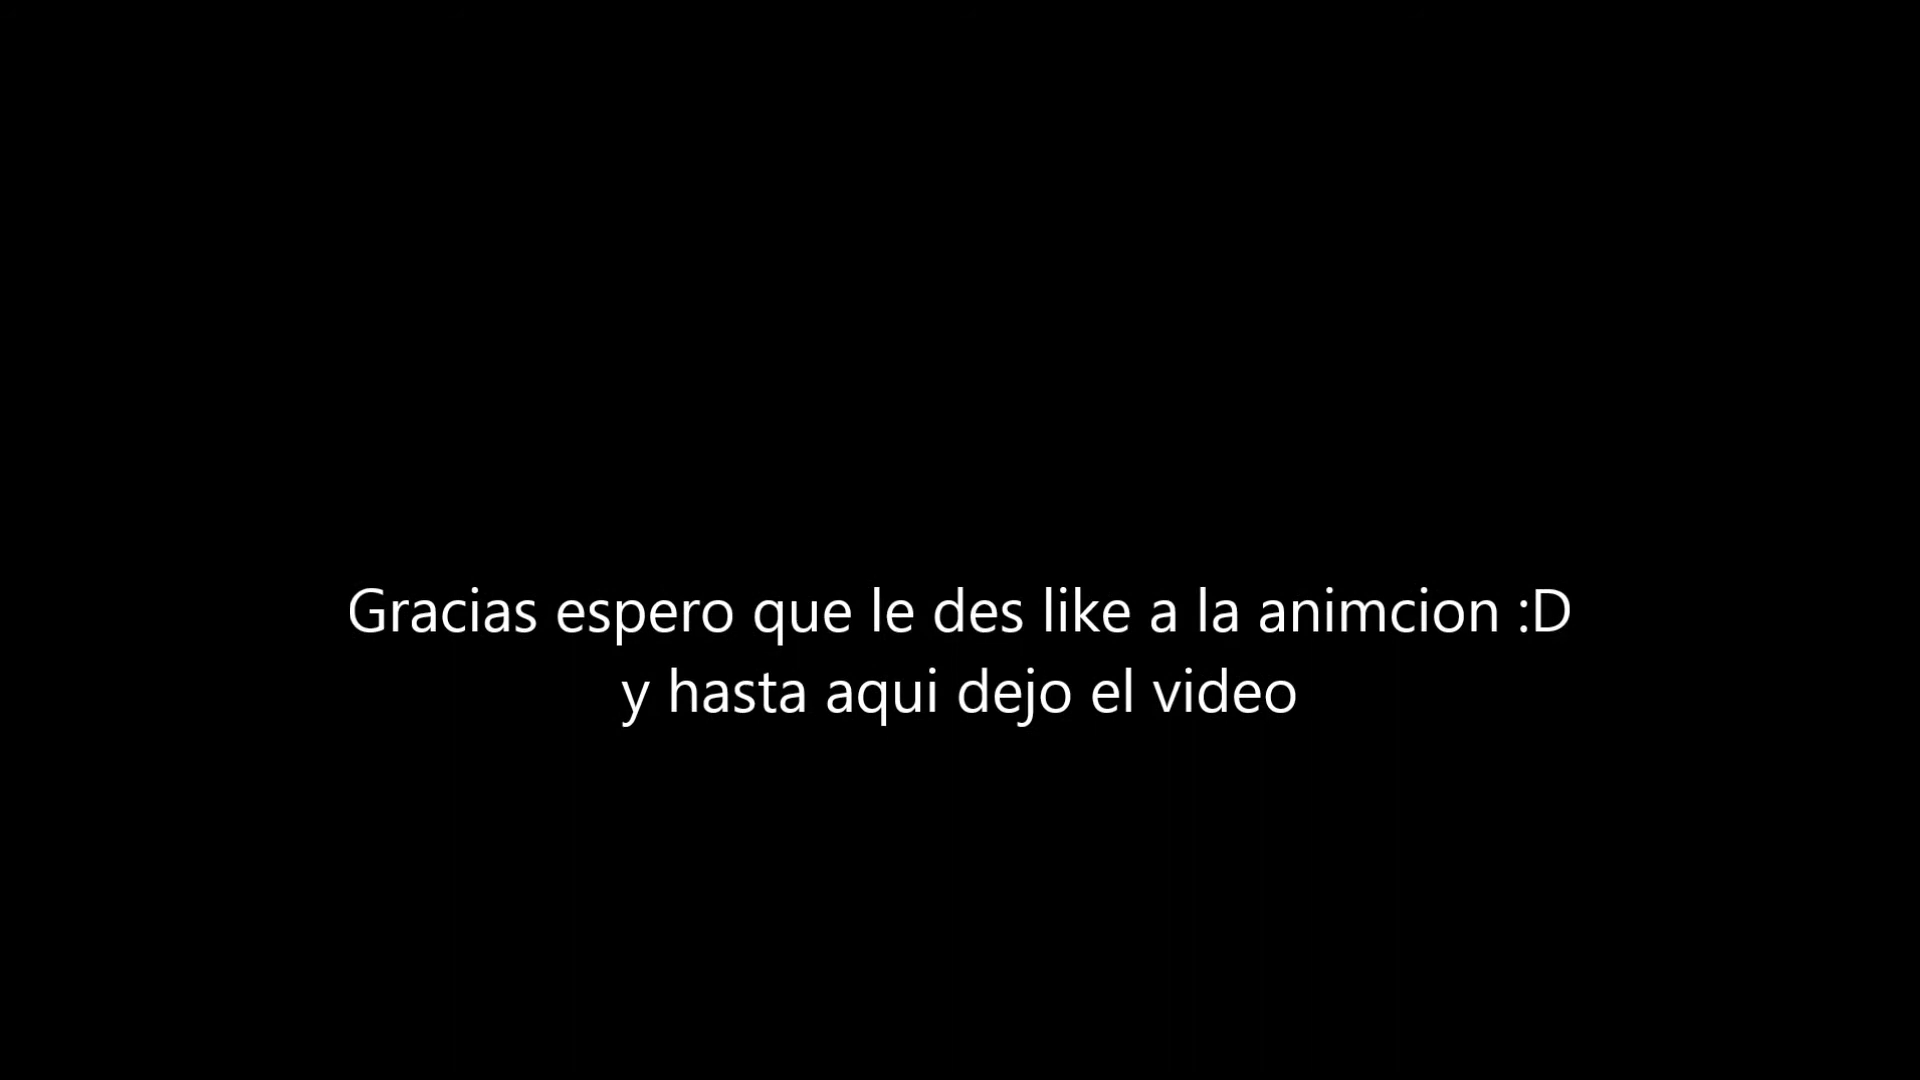 Gracias espero que le des like a la animcion :D
y hasta aqui dejo el video